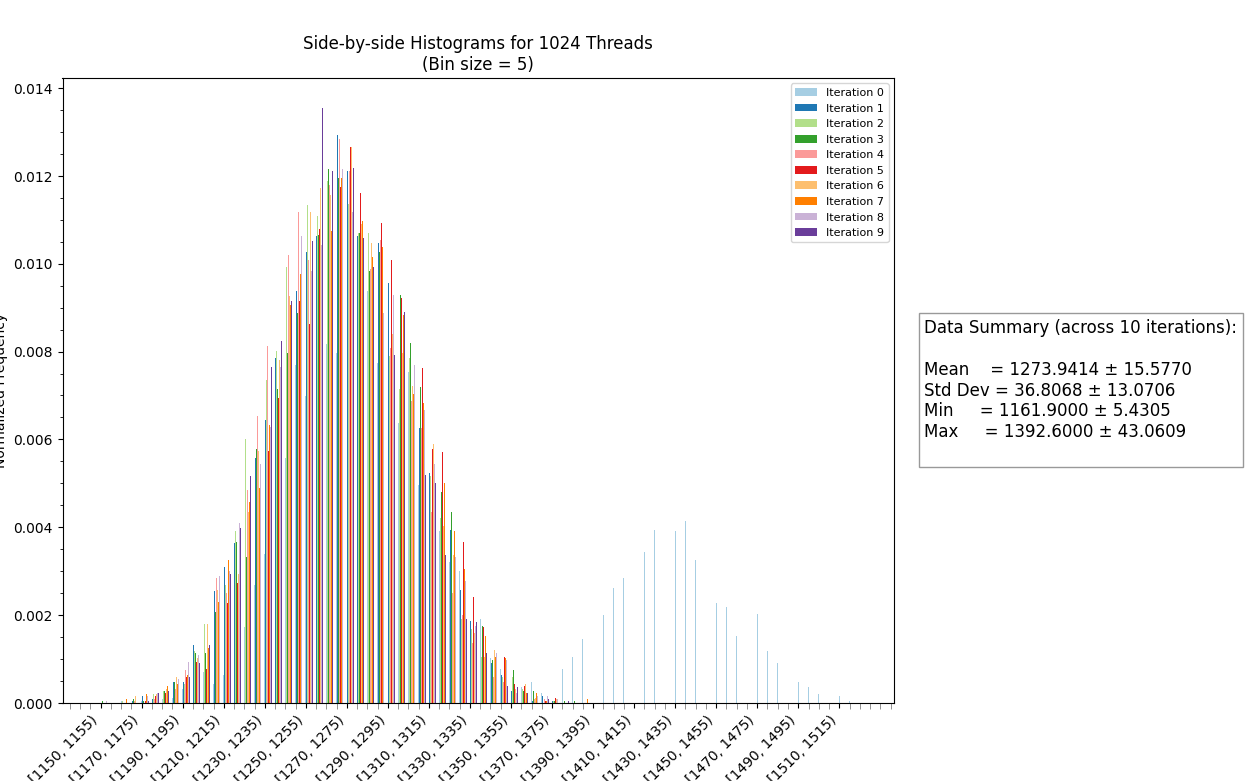 Side-by-side Histograms for 1024 Threads
(Bin size = 5)
0.014
0.012
0.010
0.008
0.006
0.004
0.002
0.000
Normalized Frequency
Iteration 0
Iteration 1
Iteration 2
Iteration 3
Iteration 4
Iteration 5
Iteration 6
Iteration 7
Iteration 8
Iteration 9
[1150, 1155)
[1170, 1175)
[1190, 1195)
[1210, 1215)
[1230, 1235)
[1250, 1255)
[1270, 1275)
[1290, 1295)
[1310, 1315)
[1330, 1335)
[1350, 1355)
[1370, 1375)
[1390, 1395)
[1410, 1415)
[1430, 1435)
[1450, 1455)
[1470, 1475)
[1490, 1495)
[1510, 1515)
Data Summary (across 10 iterations):
Mean = 1273.9414 ± 15.5770
Std Dev = 36.8068 ± 13.0706
Min = 1161.9000 ± 5.4305
Max = 1392.6000 ± 43.0609